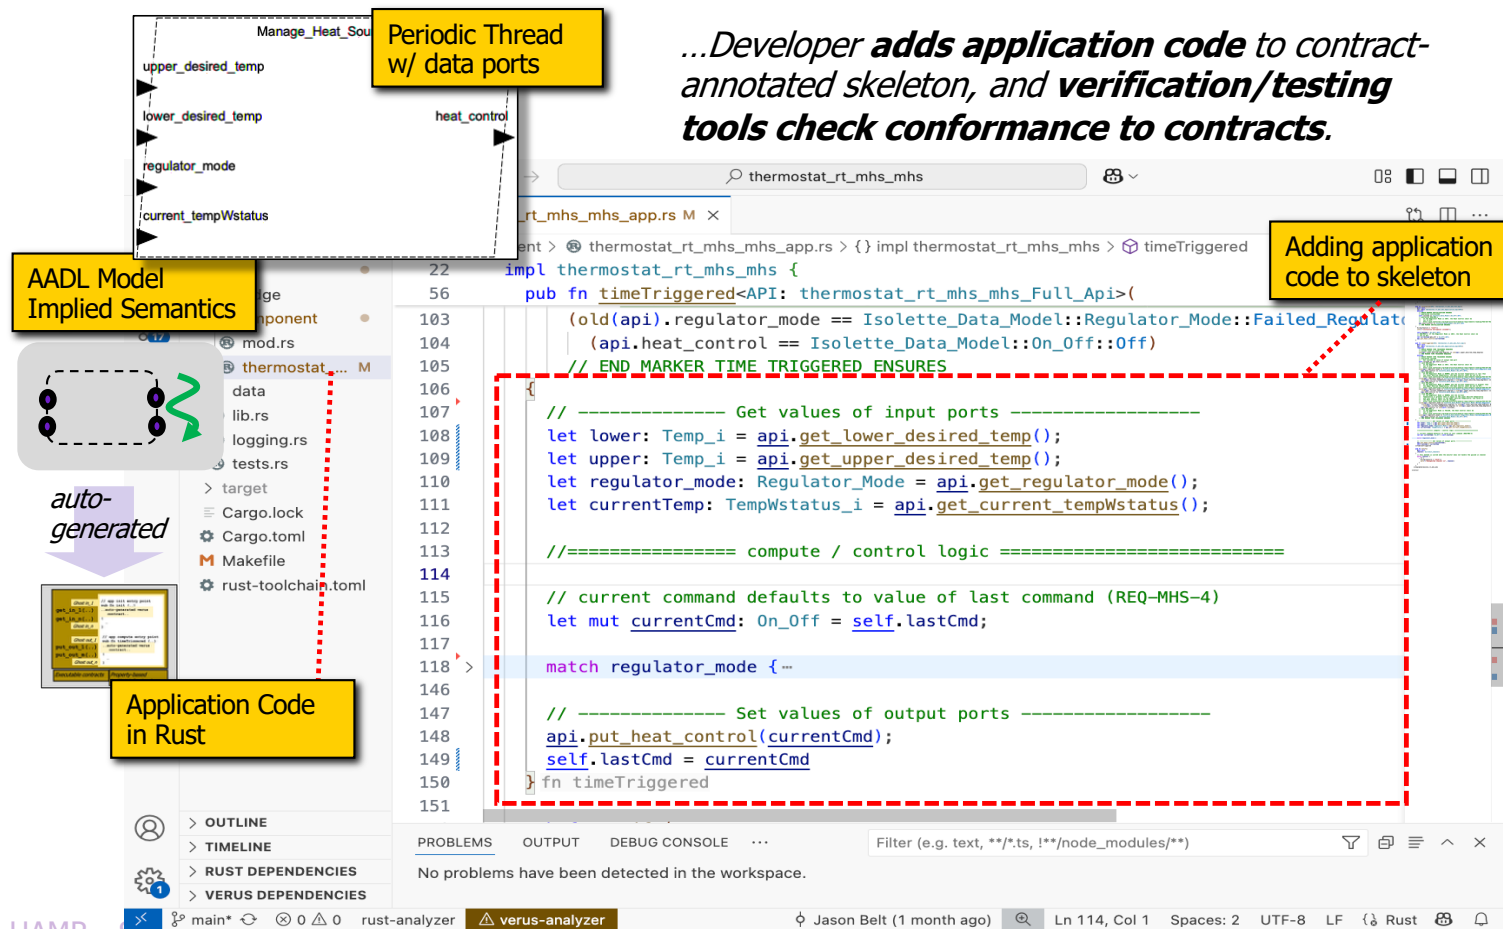 Manage_Heat_Sou
upper_desired_temp
lower_desired_temp
heat_control
regulator_mode
current_tempWstatus
Periodic Thread
w/ data ports
...Developer adds application code to contract-
annotated skeleton, and verification/testing
tools check conformance to contracts.
AADL Model
Implied Semantics
auto-
generated
Application Code
in Rust
Adding application
code to skeleton
thermostat_rt_mhs_mhs
_rt_mhs_mhs_app.rs M
ent > thermostat_rt_mhs_mhs_app.rs > {} impl thermostat_rt_mhs_mhs > timeTriggered
dge
mponent
17
mod.rs
thermostat_... M
data
lib.rs
logging.rs
tests.rs
> target
Cargo.lock
Cargo.toml
Makefile
rust-toolchain.toml
> OUTLINE
> TIMELINE
> RUST DEPENDENCIES
> VERUS DEPENDENCIES
1
22 impl thermostat_rt_mhs_mhs {
56 pub fn timeTriggered<API: thermostat_rt_mhs_mhs_Full_Api>(
103 (old(api).regulator_mode == Isolette_Data_Model::Regulator_Mode::Failed_Regulato
104 (api.heat_control == Isolette_Data_Model::On_Off::Off)
105 // END MARKER TIME TRIGGERED ENSURES
106 {
107 // –––––––––––––– Get values of input ports ––––––––––––––––––
108 let lower: Temp_i = api.get_lower_desired_temp();
109 let upper: Temp_i = api.get_upper_desired_temp();
110 let regulator_mode: Regulator_Mode = api.get_regulator_mode();
111 let currentTemp: TempWstatus_i = api.get_current_tempWstatus();
112
113 //================ compute / control logic ===========================
114
115 // current command defaults to value of last command (REQ-MHS-4)
116 let mut currentCmd: On_Off = self.lastCmd;
117
118 > match regulator_mode { ...
146
147 // –––––––––––––– Set values of output ports ––––––––––––––––––
148 api.put_heat_control(currentCmd);
149 self.lastCmd = currentCmd
150 } fn timeTriggered
151
PROBLEMS OUTPUT DEBUG CONSOLE ...
Filter (e.g. text, **/*.ts, !**/node_modules/**)
No problems have been detected in the workspace.
main* 0 0 rust-analyzer verus-analyzer
Jason Belt (1 month ago) Ln 114, Col 1 Spaces: 2 UTF-8 LF Rust